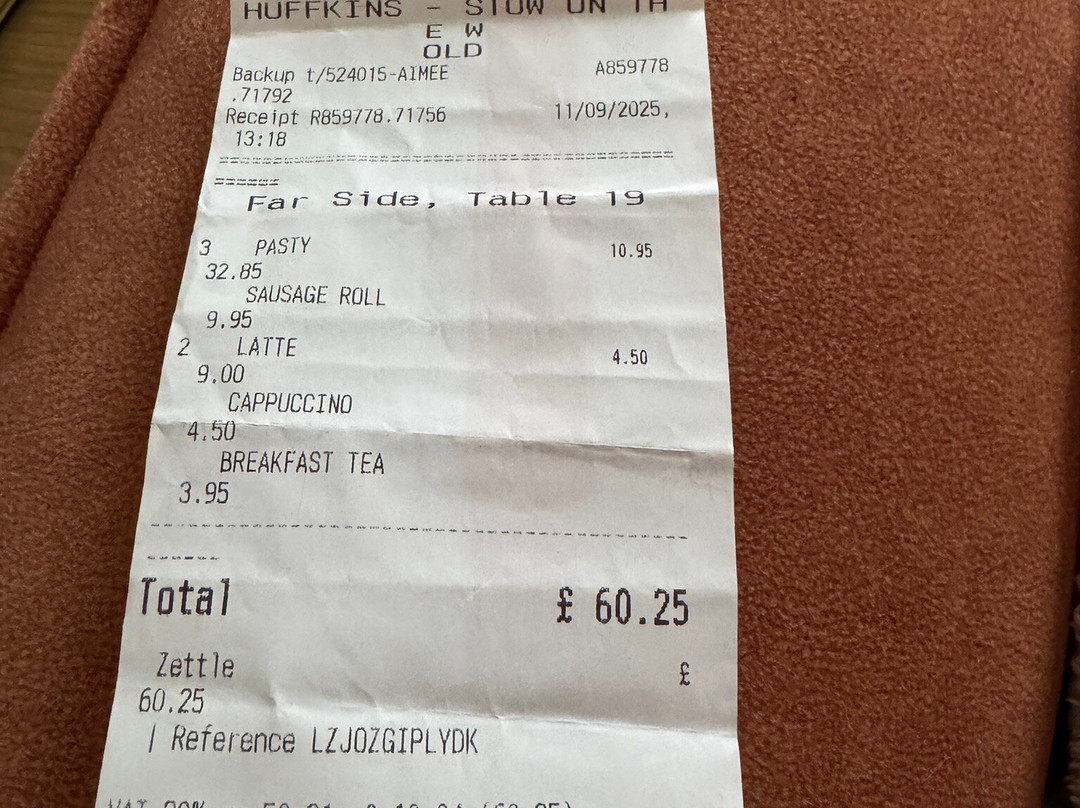 HUFFKINS - STOW ON TH
E W
OLD
Backup t/524015-AIMEE A859778
.71792
Receipt R859778.71756 11/09/2025,
13:18
Far Side, Table 19
3 PASTY 10.95
32.85
SAUSAGE ROLL
9.95
2 LATTE 4.50
9.00
CAPPUCCINO
4.50
BREAKFAST TEA
3.95
Total £ 60.25
Zettle £
60.25
| Reference LZJOZGIPLYDK